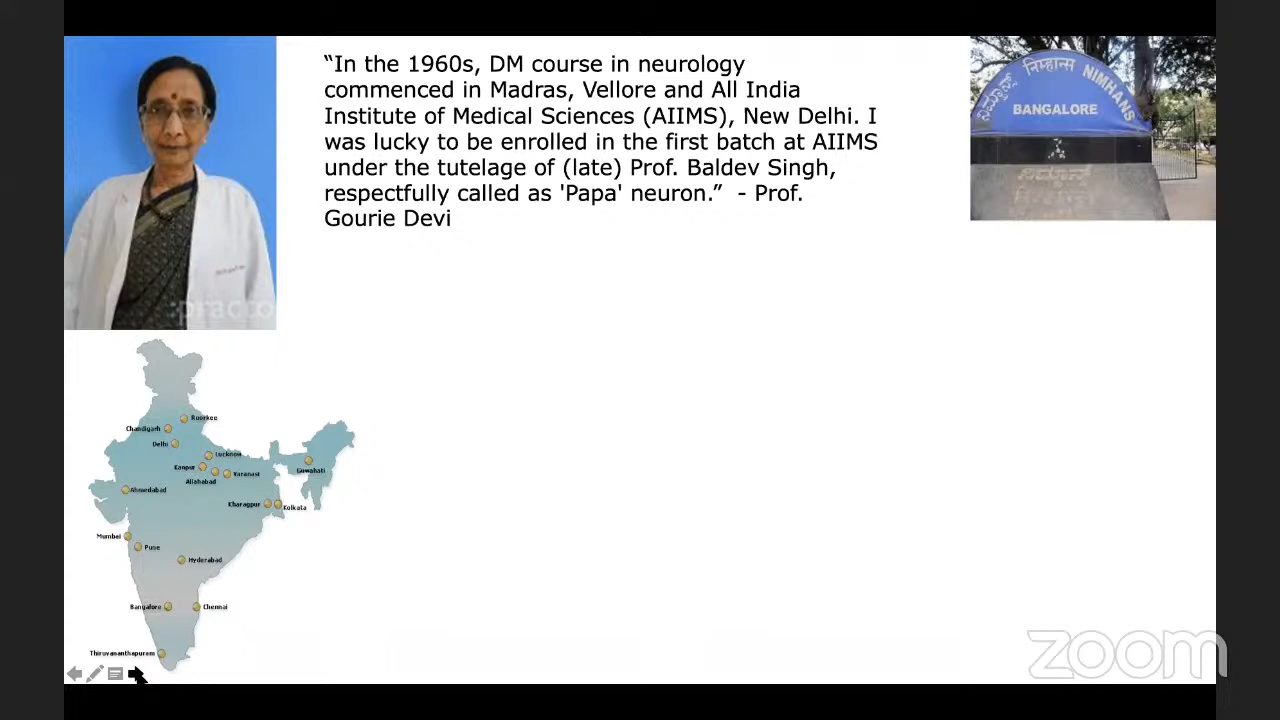 “In the 1960s, DM course in neurology
commenced in Madras, Vellore and All India
Institute of Medical Sciences (AIIMS), New Delhi. I
was lucky to be enrolled in the first batch at AIIMS
under the tutelage of (late) Prof. Baldev Singh,
respectfully called as 'Papa' neuron.” - Prof.
Gourie Devi
ನಿಮ್ಹಾನ್ಸ್ निम्हान्स NIMHANS
BANGALORE
ನಿಮ್ಹಾನ್ಸ್
:practo
Roorkee
Chandigarh
Delhi
Lucknow
Kanpur
Varanasi
Allahabad
Guwahati
Ahmedabad
Kharagpur
Kolkata
Mumbai
Pune
Hyderabad
Bangalore
Chennai
Thiruvananthapuram
zoom